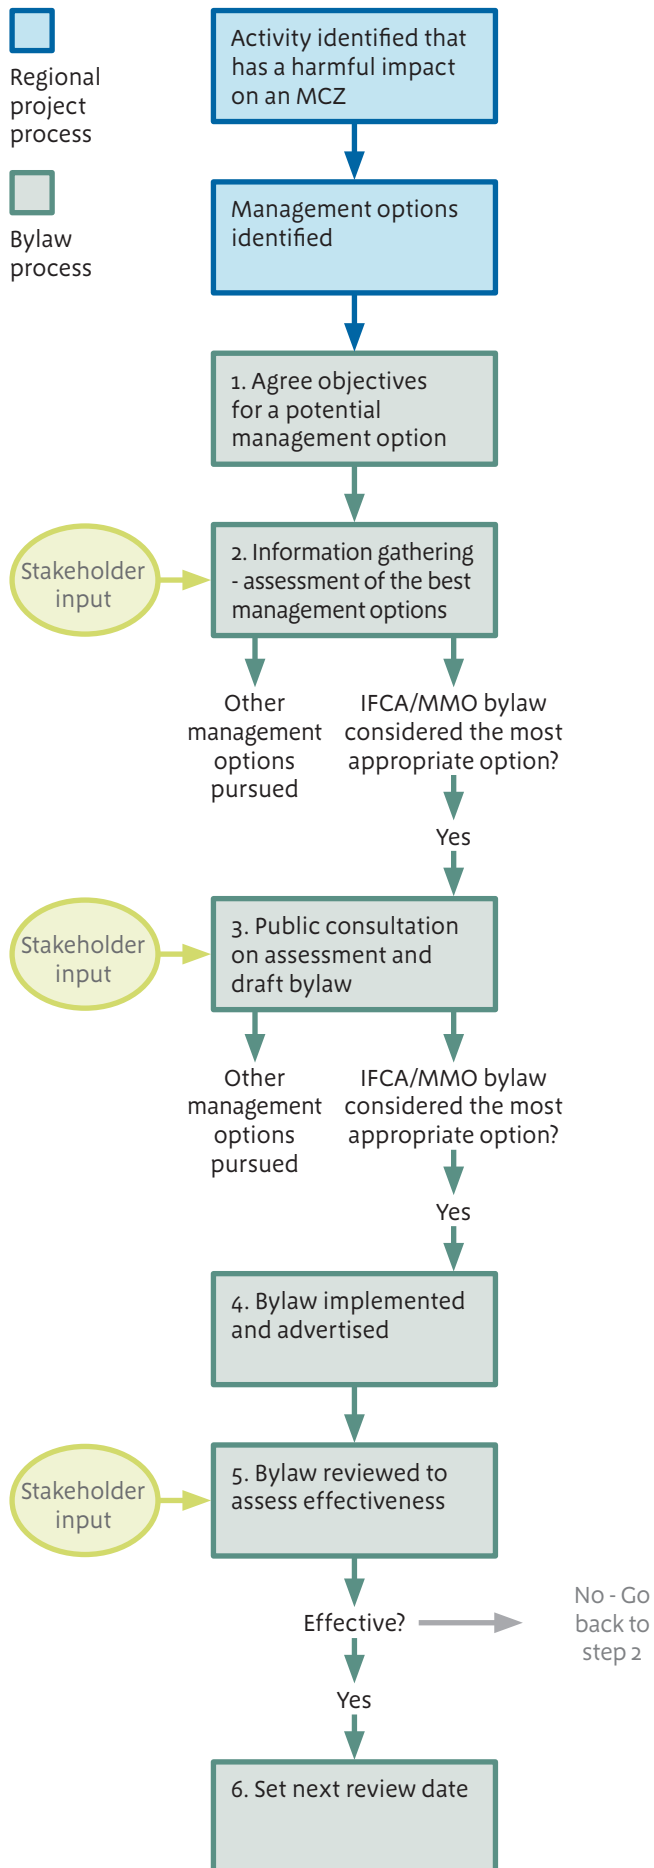 Regional
project
process
Bylaw
process
Activity identified that
has a harmful impact
on an MCZ
Management options
identified
1. Agree objectives
for a potential
management option
Stakeholder
input
2. Information gathering
- assessment of the best
management options
Other
management
options
pursued
IFCA/MMO bylaw
considered the most
appropriate option?
Yes
Stakeholder
input
3. Public consultation
on assessment and
draft bylaw
Other
management
options
pursued
IFCA/MMO bylaw
considered the most
appropriate option?
Yes
4. Bylaw implemented
and advertised
Stakeholder
input
5. Bylaw reviewed to
assess effectiveness
Effective?
No - Go
back to
step 2
Yes
6. Set next review date